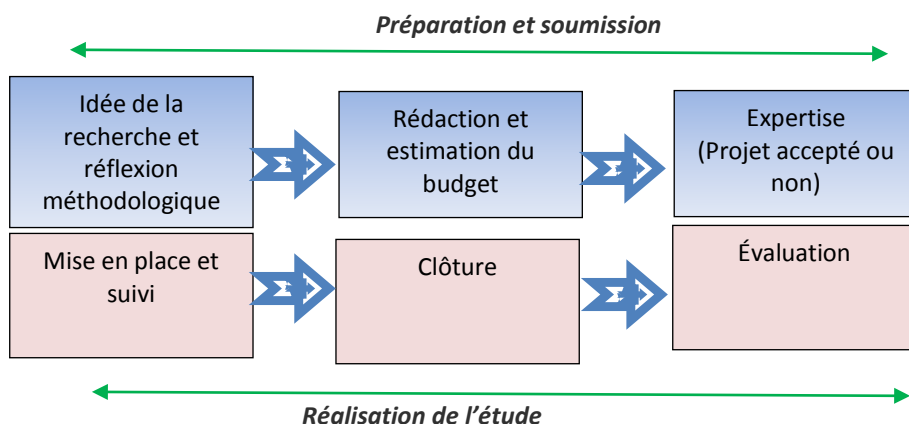 Préparation et soumission
Idée de la
recherche et
réflexion
méthodologique
Rédaction et
estimation du
budget
Expertise
(Projet accepté ou
non)
Mise en place et
suivi
Clôture
Évaluation
Réalisation de l’étude